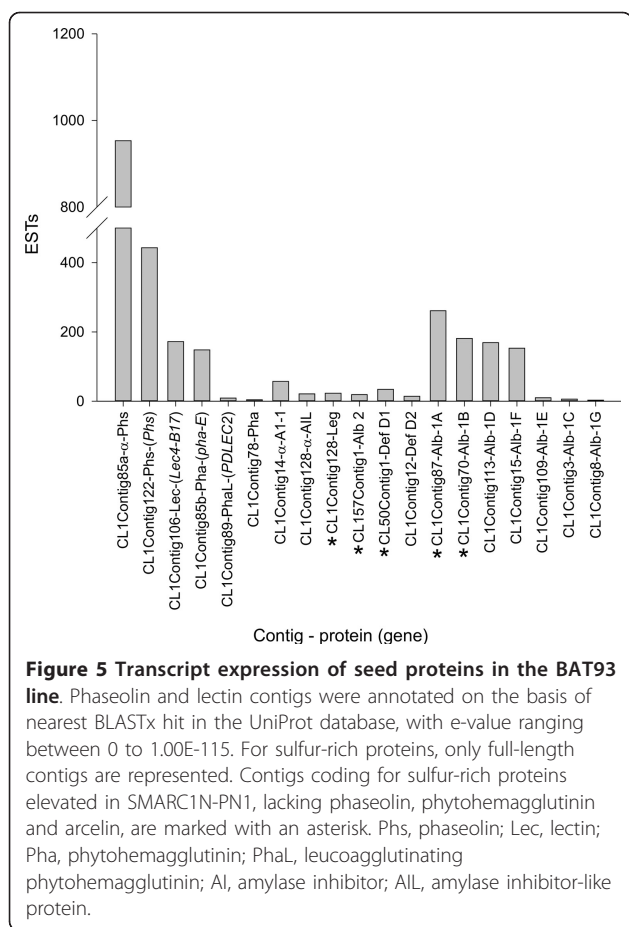 1200
1000
800
400
200
0
ESTs
CL1Contig85a-α-Phs
CL1Contig122-Phs-(Phs)
CL1Contig106-Lec-(Lec4-B17)
CL1Contig85b-Pha-(pha-E)
CL1Contig89-PhaL-(PDLEC2)
CL1Contig78-Pha
CL1Contig14-α-A1-1
CL1Contig128-α-AIL
* CL1Contig128-Leg
* CL157Contig1-Alb 2
* CL50Contig1-Def D1
CL1Contig12-Def D2
* CL1Contig87-Alb-1A
* CL1Contig70-Alb-1B
CL1Contig113-Alb-1D
CL1Contig15-Alb-1F
CL1Contig109-Alb-1E
CL1Contig3-Alb-1C
CL1Contig8-Alb-1G
Contig - protein (gene)
Figure 5 Transcript expression of seed proteins in the BAT93
line. Phaseolin and lectin contigs were annotated on the basis of
nearest BLASTx hit in the UniProt database, with e-value ranging
between 0 to 1.00E-115. For sulfur-rich proteins, only full-length
contigs are represented. Contigs coding for sulfur-rich proteins
elevated in SMARC1N-PN1, lacking phaseolin, phytohemagglutinin
and arcelin, are marked with an asterisk. Phs, phaseolin; Lec, lectin;
Pha, phytohemagglutinin; PhaL, leucoagglutinating
phytohemagglutinin; AI, amylase inhibitor; AIL, amylase inhibitor-like
protein.